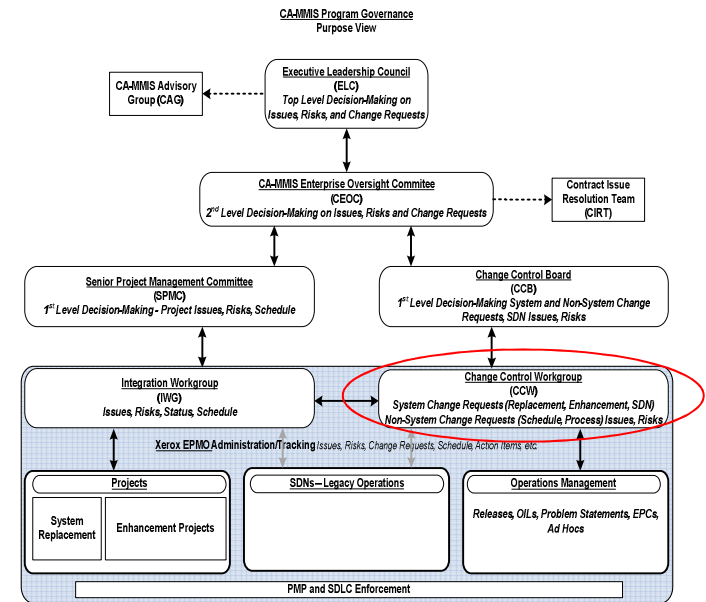 CA-MMIS Program Governance
Purpose View
Executive Leadership Council
(ELC)
Top Level Decision-Making on
Issues, Risks, and Change Requests
CA-MMIS Advisory
Group (CAG)
CA-MMIS Enterprise Oversight Commitee
(CEOC)
2nd Level Decision-Making on Issues, Risks and Change Requests
Contract Issue
Resolution Team
(CIRT)
Senior Project Management Committee
(SPMC)
1st Level Decision-Making - Project Issues, Risks, Schedule
Change Control Board
(CCB)
1st Level Decision-Making System and Non-System Change
Requests, SDN Issues, Risks
Integration Workgroup
(IWG)
Issues, Risks, Status, Schedule
Change Control Workgroup
(CCW)
System Change Requests (Replacement, Enhancement, SDN)
Non-System Change Requests (Schedule, Process) Issues, Risks
Xerox EPMO Administration/Tracking Issues, Risks, Change Requests, Schedule, Action Items, etc.
Projects
System
Replacement
Enhancement Projects
SDNs—Legacy Operations
Operations Management
Releases, OILs, Problem Statements, EPCs,
Ad Hocs
PMP and SDLC Enforcement